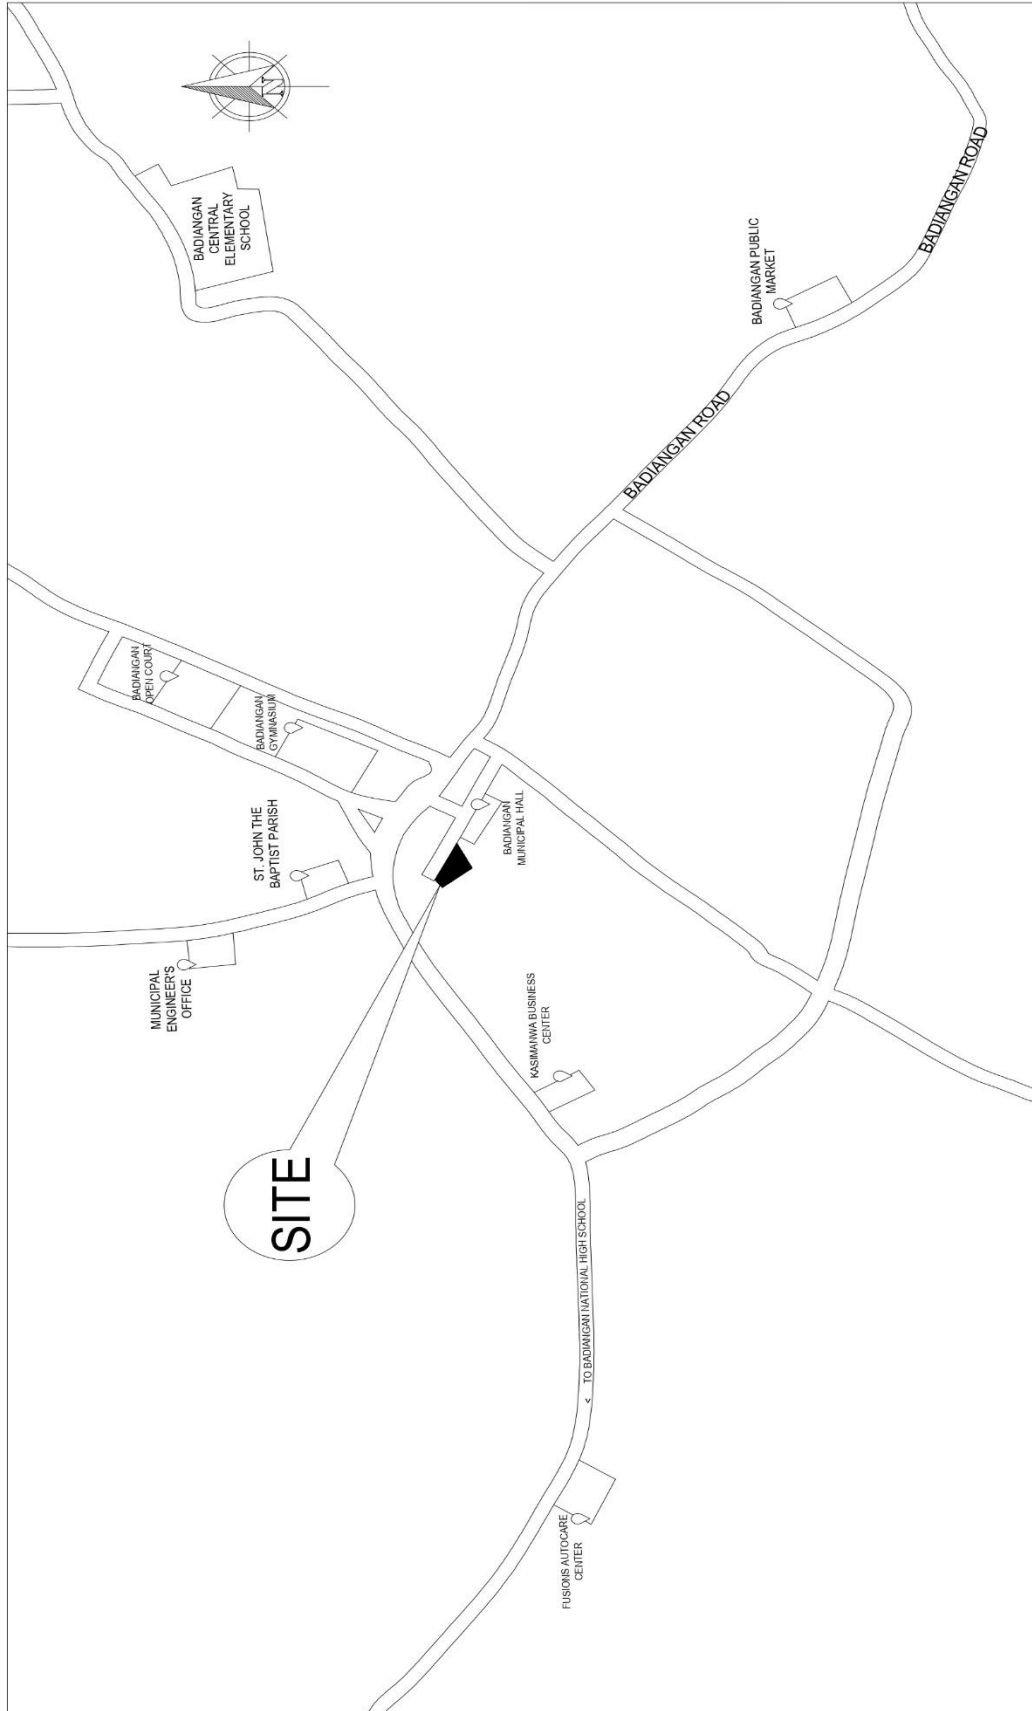 N
BADIANGAN
CENTRAL
ELEMENTARY
SCHOOL
BADIANGAN ROAD
BADIANGAN PUBLIC
MARKET
BADIANGAN ROAD
BADIANGAN
OPEN COURT
BADIANGAN
GYMNASIUM
ST. JOHN THE
BAPTIST PARISH
BADIANGAN
MUNICIPAL HALL
MUNICIPAL
ENGINEER'S
OFFICE
KASIMANWA BUSINESS
CENTER
SITE
< TO BADIANGAN NATIONAL HIGH SCHOOL
FUSIONS AUTOCARE
CENTER